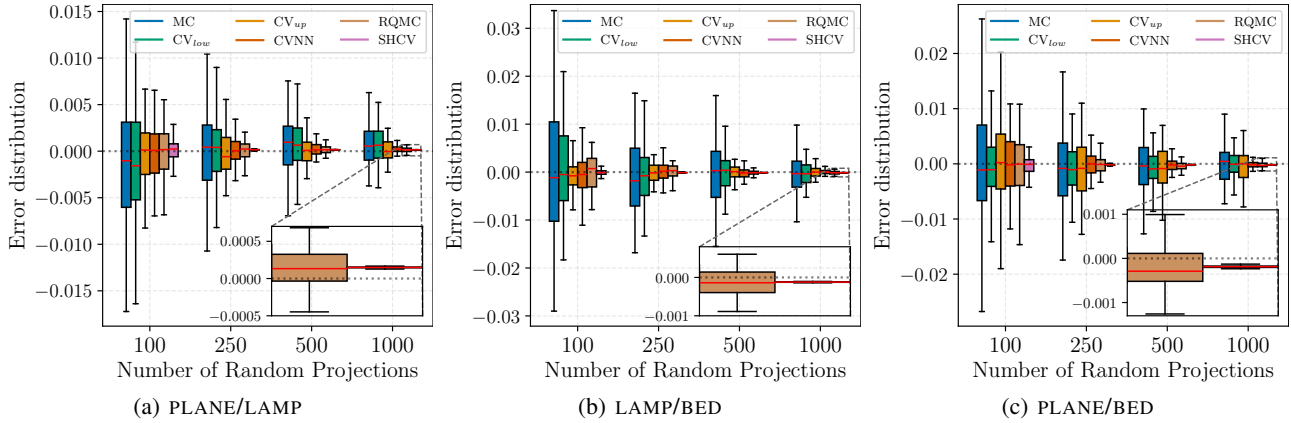 MC
CV_low
CV_up
CVNN
RQMC
SHCV
Error distribution
0.015
0.010
0.005
0.000
−0.005
−0.010
−0.015
0.0005
0.0000
−0.0005
100 250 500 1000
Number of Random Projections
(a) PLANE/LAMP
MC
CV_low
CV_up
CVNN
RQMC
SHCV
Error distribution
0.03
0.02
0.01
0.00
−0.01
−0.02
−0.03
0.000
−0.001
100 250 500 1000
Number of Random Projections
(b) LAMP/BED
MC
CV_low
CV_up
CVNN
RQMC
SHCV
Error distribution
0.02
0.01
0.00
−0.01
−0.02
0.001
0.000
−0.001
100 250 500 1000
Number of Random Projections
(c) PLANE/BED